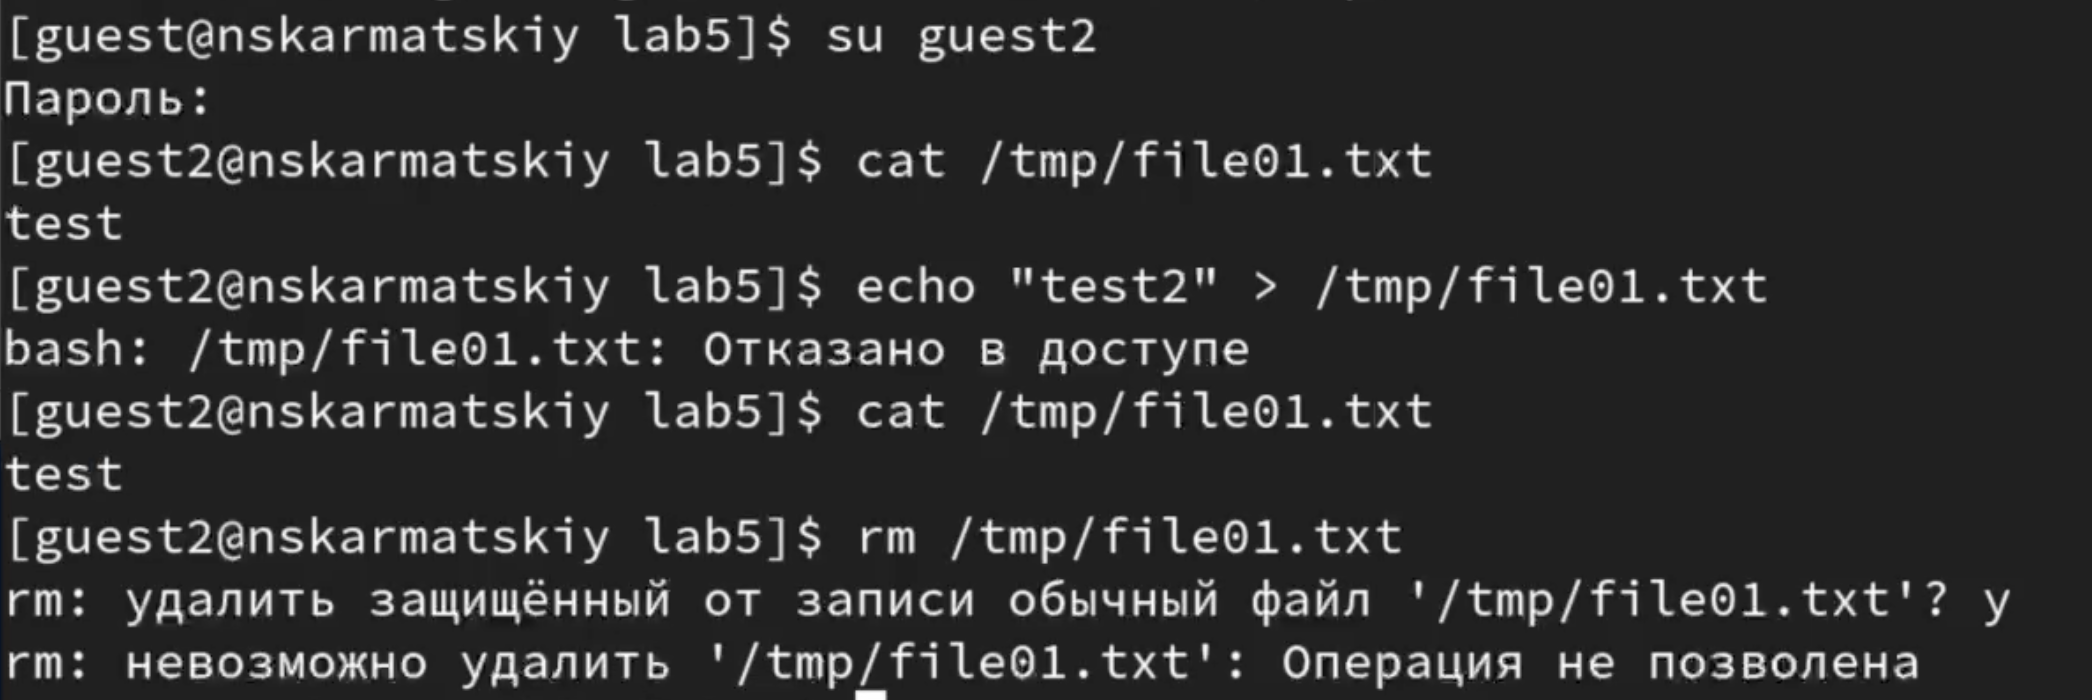 [guest@nskarmatskiy lab5]$ su guest2
Пароль:
[guest2@nskarmatskiy lab5]$ cat /tmp/file01.txt
test
[guest2@nskarmatskiy lab5]$ echo "test2" > /tmp/file01.txt
bash: /tmp/file01.txt: Отказано в доступе
[guest2@nskarmatskiy lab5]$ cat /tmp/file01.txt
test
[guest2@nskarmatskiy lab5]$ rm /tmp/file01.txt
rm: удалить защищённый от записи обычный файл '/tmp/file01.txt'? y
rm: невозможно удалить '/tmp/file01.txt': Операция не позволена